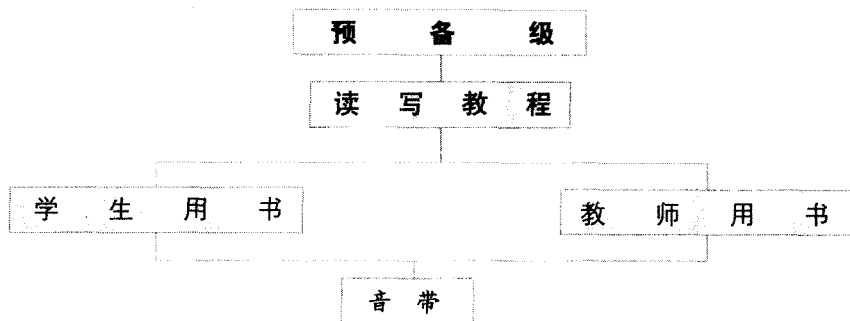 预备级
读写教程
学生用书
教师用书
音带